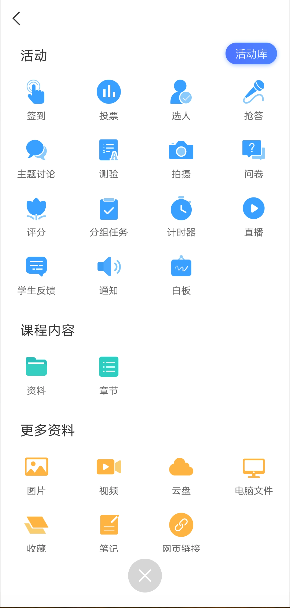 活动
活动库
签到 投票 选人 抢答
主题讨论 测验 拍摄 问卷
评分 分组任务 计时器 直播
学生反馈 通知 白板
课程内容
资料 章节
更多资料
图片 视频 云盘 电脑文件
收藏 笔记 网页链接